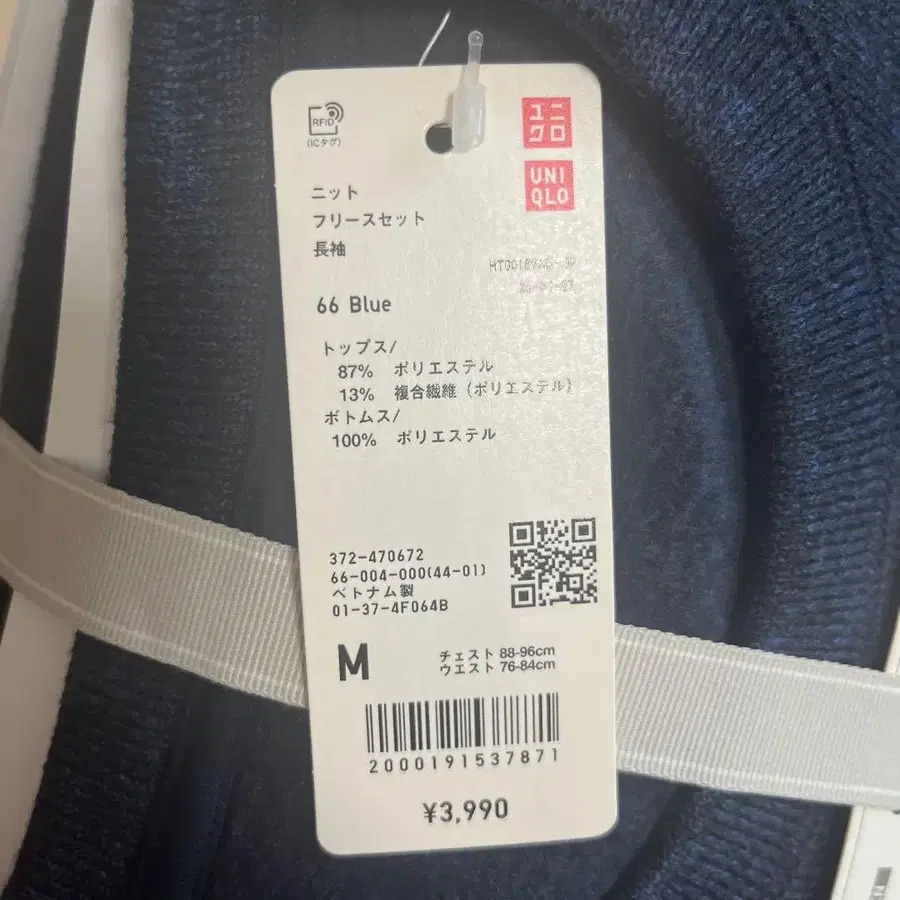 RFID
(ICタグ)
ユニ
クロ
UNI
QLO
ニット
フリースセット
長袖
66 Blue
トップス/
87% ポリエステル
13% 複合繊維 (ポリエステル)
ボトムス/
100% ポリエステル
372-470672
66-004-000(44-01)
ベトナム製
01-37-4F064B
M
チェスト 88-96cm
ウエスト 76-84cm
2000191537871
¥3,990